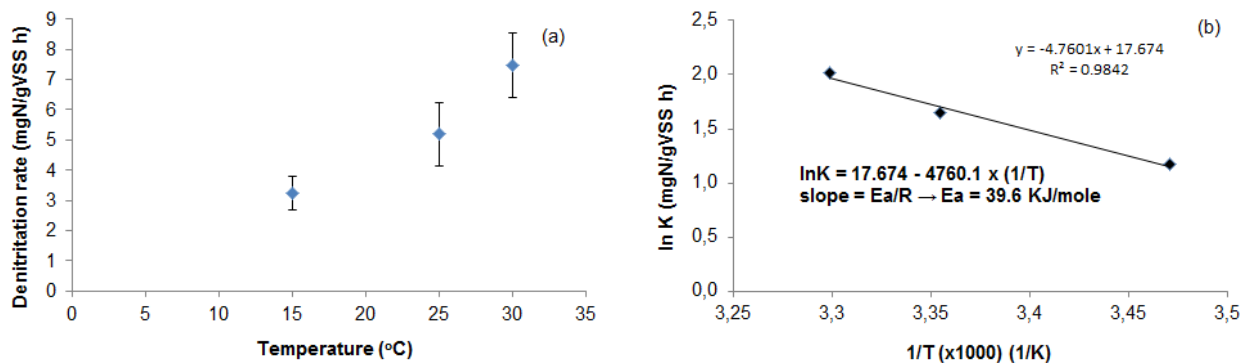 (a)
Denitritation rate (mgN/gVSS h)
9
8
7
6
5
4
3
2
1
0
0 5 10 15 20 25 30 35
Temperature (ºC)
(b)
ln K (mgN/gVSS h)
y = -4.7601x + 17.674
R² = 0.9842
2,5
2,0
1,5
1,0
0,5
0,0
lnK = 17.674 - 4760.1 x (1/T)
slope = Ea/R → Ea = 39.6 KJ/mole
3,25 3,3 3,35 3,4 3,45 3,5
1/T (x1000) (1/K)